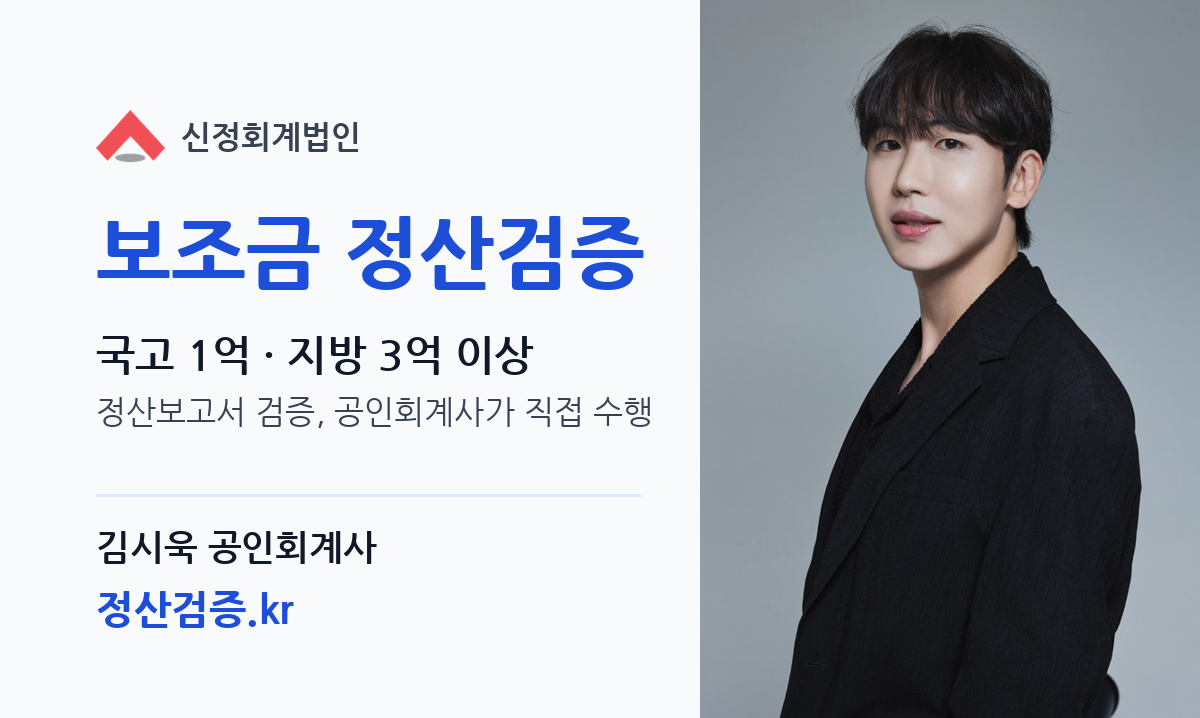 신정회계법인
보조금 정산검증
국고 1억 · 지방 3억 이상
정산보고서 검증, 공인회계사가 직접 수행
김시욱 공인회계사
정산검증.kr